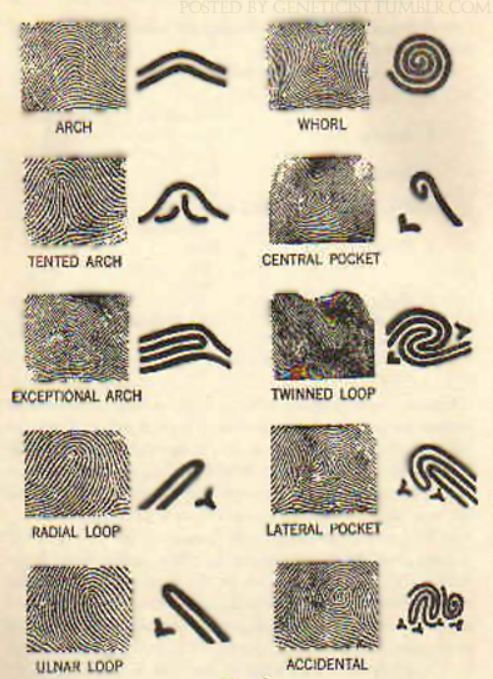 POSTED BY GENETICIST.TUMBLR.COM
ARCH
WHORL
TENTED ARCH
CENTRAL POCKET
EXCEPTIONAL ARCH
TWINNED LOOP
RADIAL LOOP
LATERAL POCKET
ULNAR LOOP
ACCIDENTAL